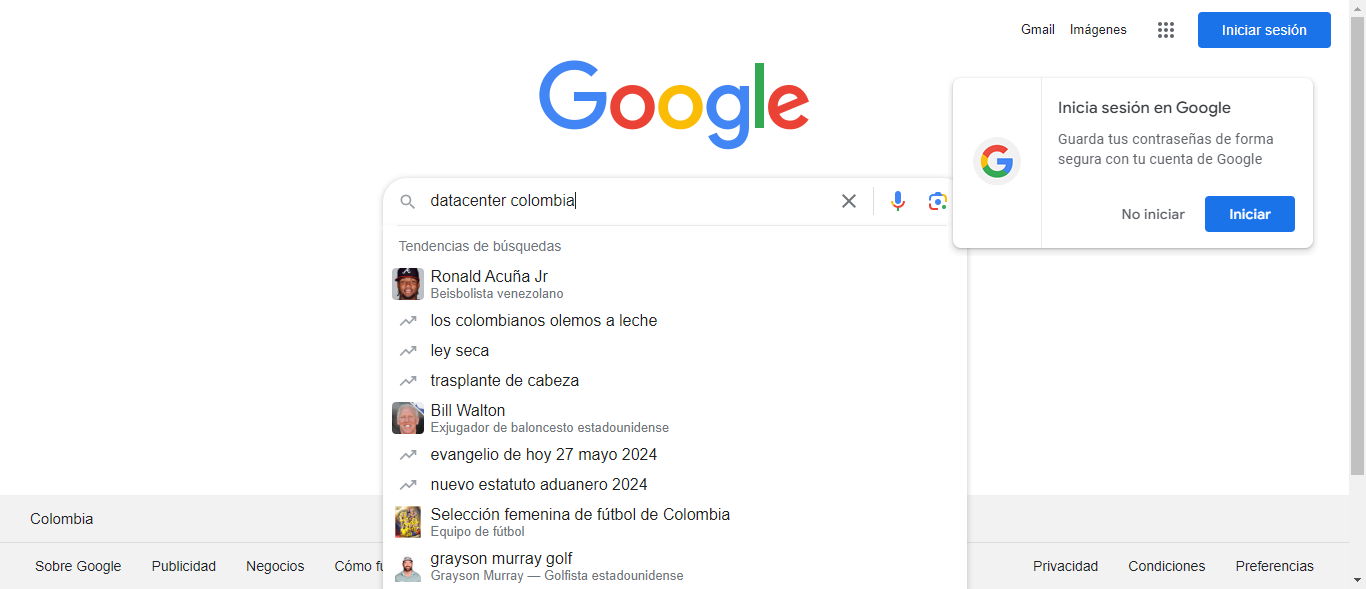 Gmail Imágenes Iniciar sesión
Google
Inicia sesión en Google
Guarda tus contraseñas de forma
segura con tu cuenta de Google
No iniciar Iniciar
datacenter colombia
Tendencias de búsquedas
Ronald Acuña Jr
Beisbolista venezolano
los colombianos olemos a leche
ley seca
trasplante de cabeza
Bill Walton
Exjugador de baloncesto estadounidense
evangelio de hoy 27 mayo 2024
nuevo estatuto aduanero 2024
Selección femenina de fútbol de Colombia
Equipo de fútbol
grayson murray golf
Grayson Murray — Golfista estadounidense
Colombia
Sobre Google Publicidad Negocios Cómo Privacidad Condiciones Preferencias